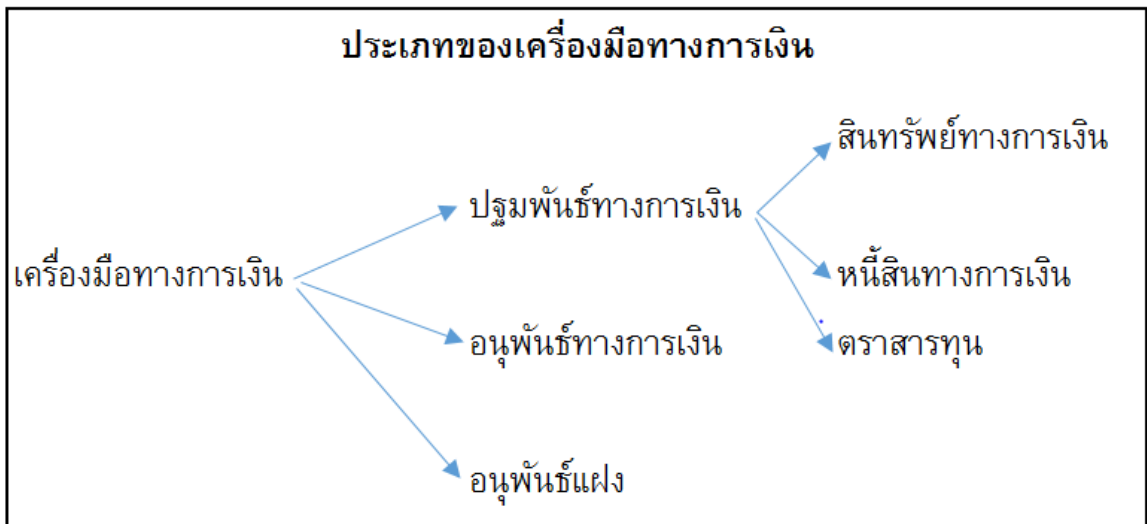 ประเภทของเครื่องมือทางการเงิน
สินทรัพย์ทางการเงิน
ปฐมพันธ์ทางการเงิน
เครื่องมือทางการเงิน
หนี้สินทางการเงิน
อนุพันธ์ทางการเงิน
ตราสารทุน
อนุพันธ์แฝง